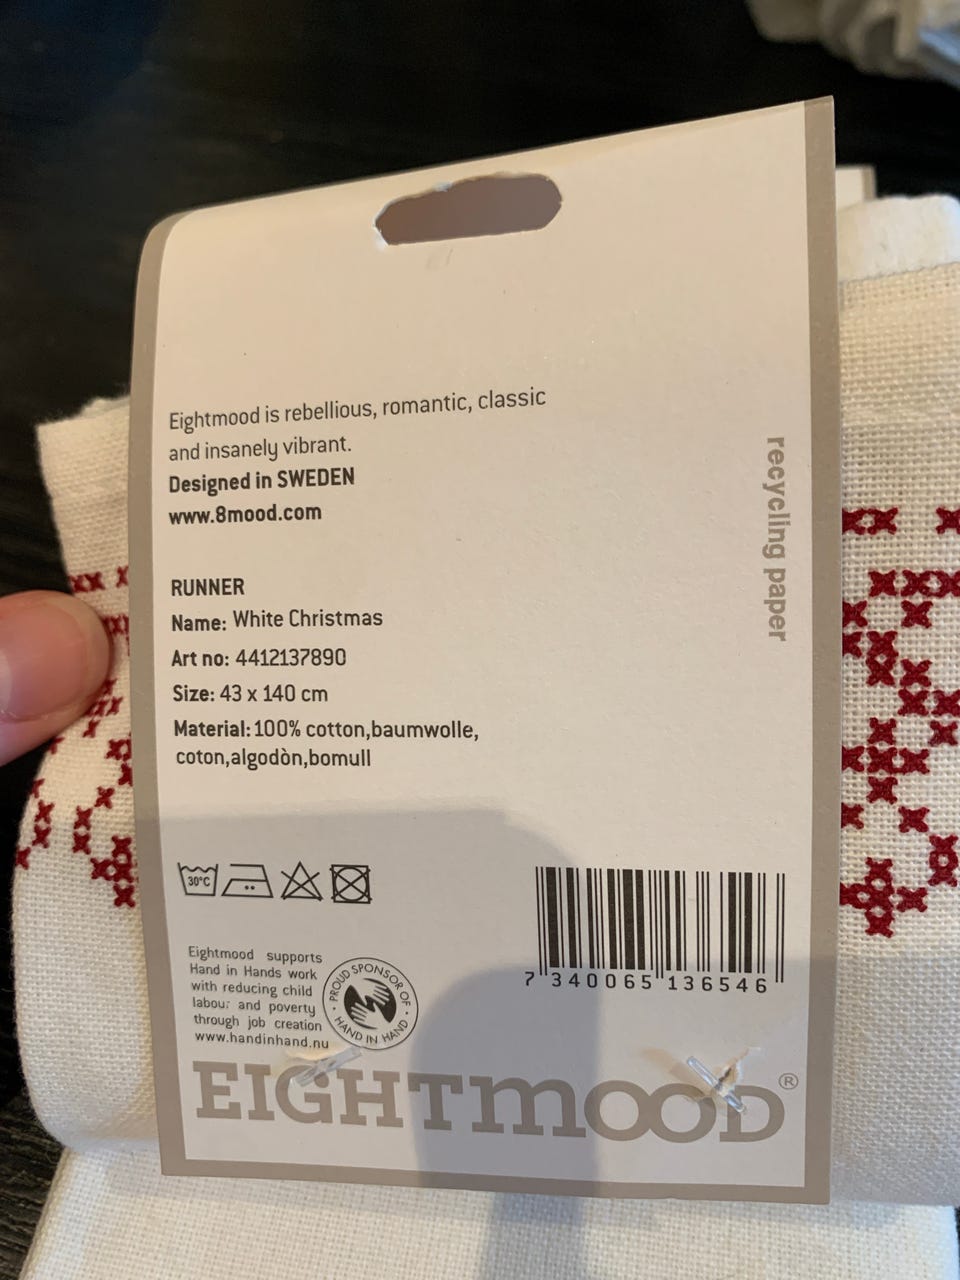 Eightmood is rebellious, romantic, classic
and insanely vibrant.
Designed in SWEDEN
www.8mood.com
RUNNER
Name: White Christmas
Art no: 4412137890
Size: 43 x 140 cm
Material: 100% cotton,baumwolle,
coton,algodòn,bomull
recycling paper
30°C
7 340065 136546
Eightmood supports
Hand in Hands work
with reducing child
labour and poverty
through job creation
www.handinhand.nu
PROUD SPONSOR OF
HAND IN HAND
EIGHTMOOD®